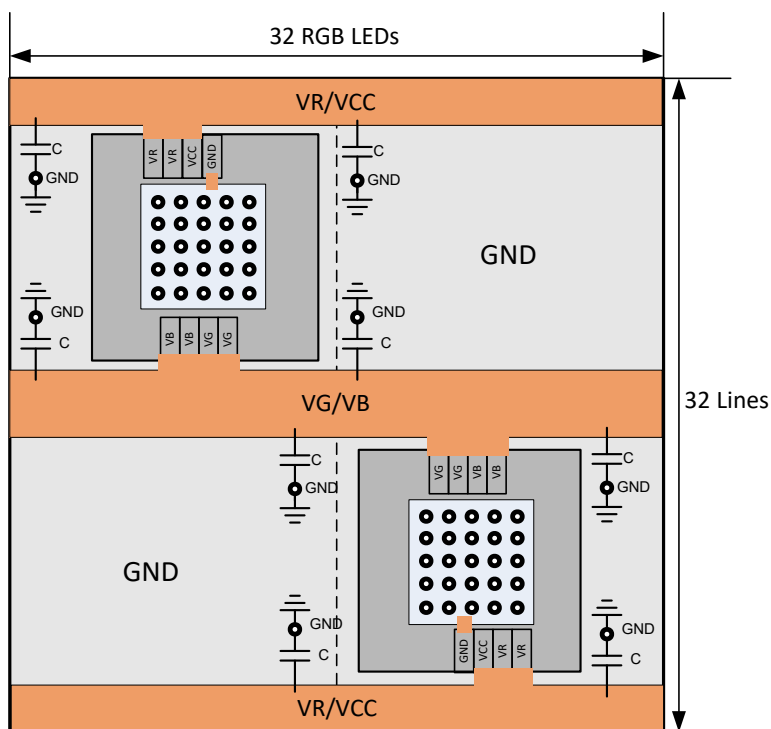 32 RGB LEDs
VR/VCC
C
GND
C
GND
VR
VR
VCC
GND
GND
GND
C
GND
C
VB
VB
VG
VG
VG/VB
32 Lines
C
GND
C
GND
VG
VG
VB
VB
GND
GND
C
GND
C
GND
VCC
VR
VR
VR/VCC